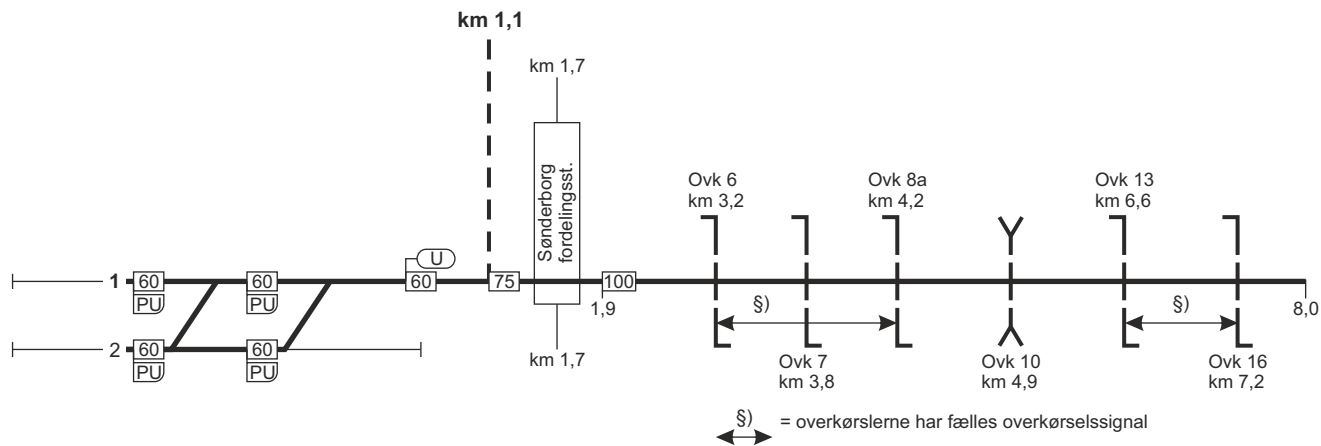 km 1,1
km 1,7
Sønderborg
fordelingsst.
Ovk 6
km 3,2
Ovk 8a
km 4,2
Ovk 13
km 6,6
U
1
60
60
60
75
100
PU
PU
1,9
8,0
§)
§)
2
60
60
PU
PU
km 1,7
Ovk 7
km 3,8
Ovk 10
km 4,9
Ovk 16
km 7,2
§)
= overkørslerne har fælles overkørselssignal